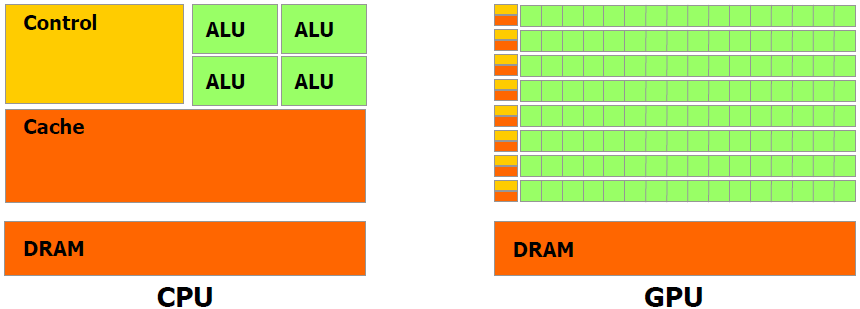 Control
ALU
ALU
ALU
ALU
Cache
DRAM
CPU
DRAM
GPU